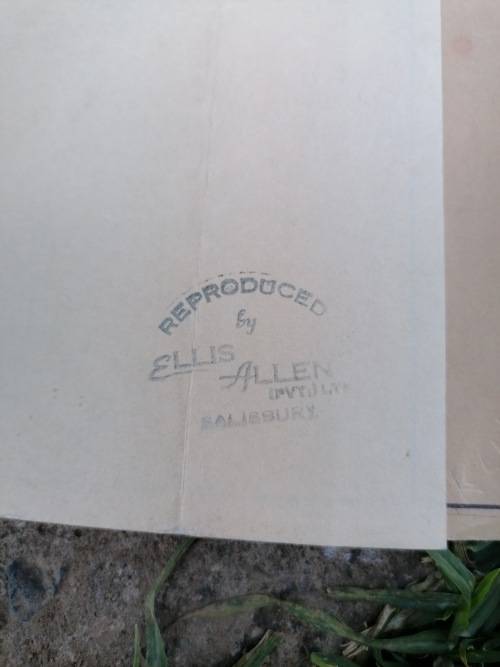 REPRODUCED
by
ELLIS
ALLEN
(PVT.) LTD
SALISBURY.